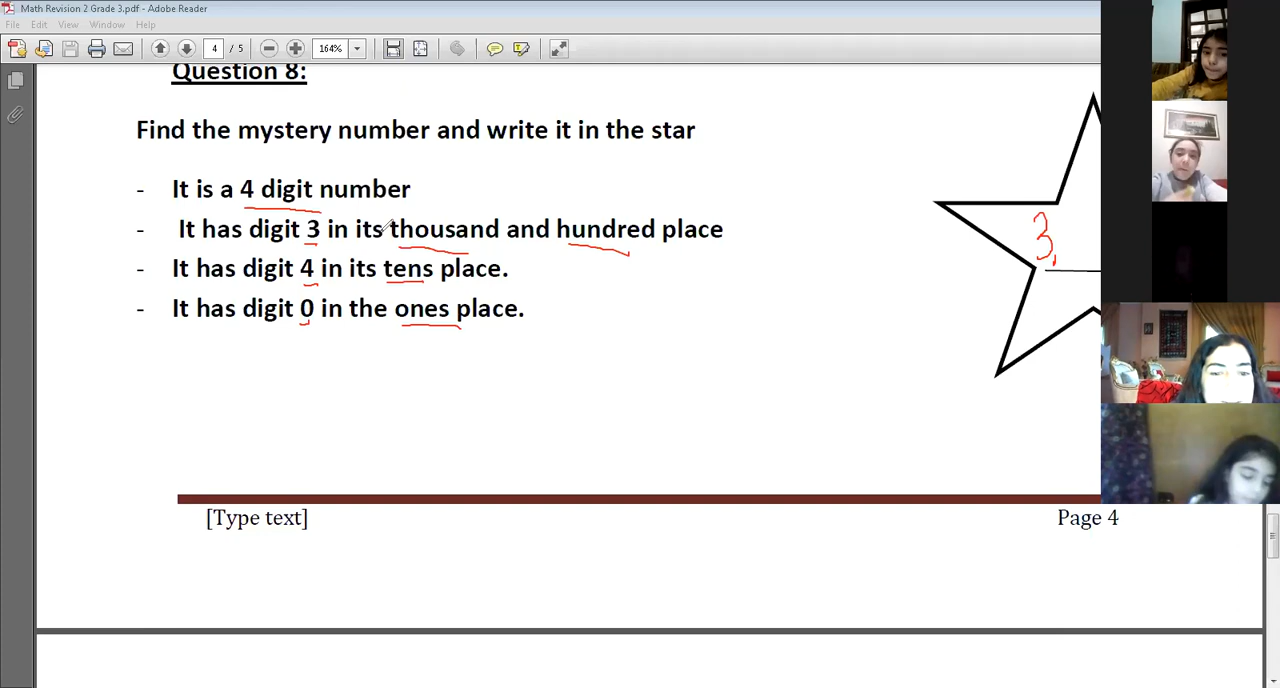 Math Revision 2 Grade 3.pdf - Adobe Reader
File Edit View Window Help
4 / 5 164%
Question 8:
Find the mystery number and write it in the star
- It is a 4 digit number
- It has digit 3 in its thousand and hundred place
- It has digit 4 in its tens place.
- It has digit 0 in the ones place.
3,
[Type text] Page 4